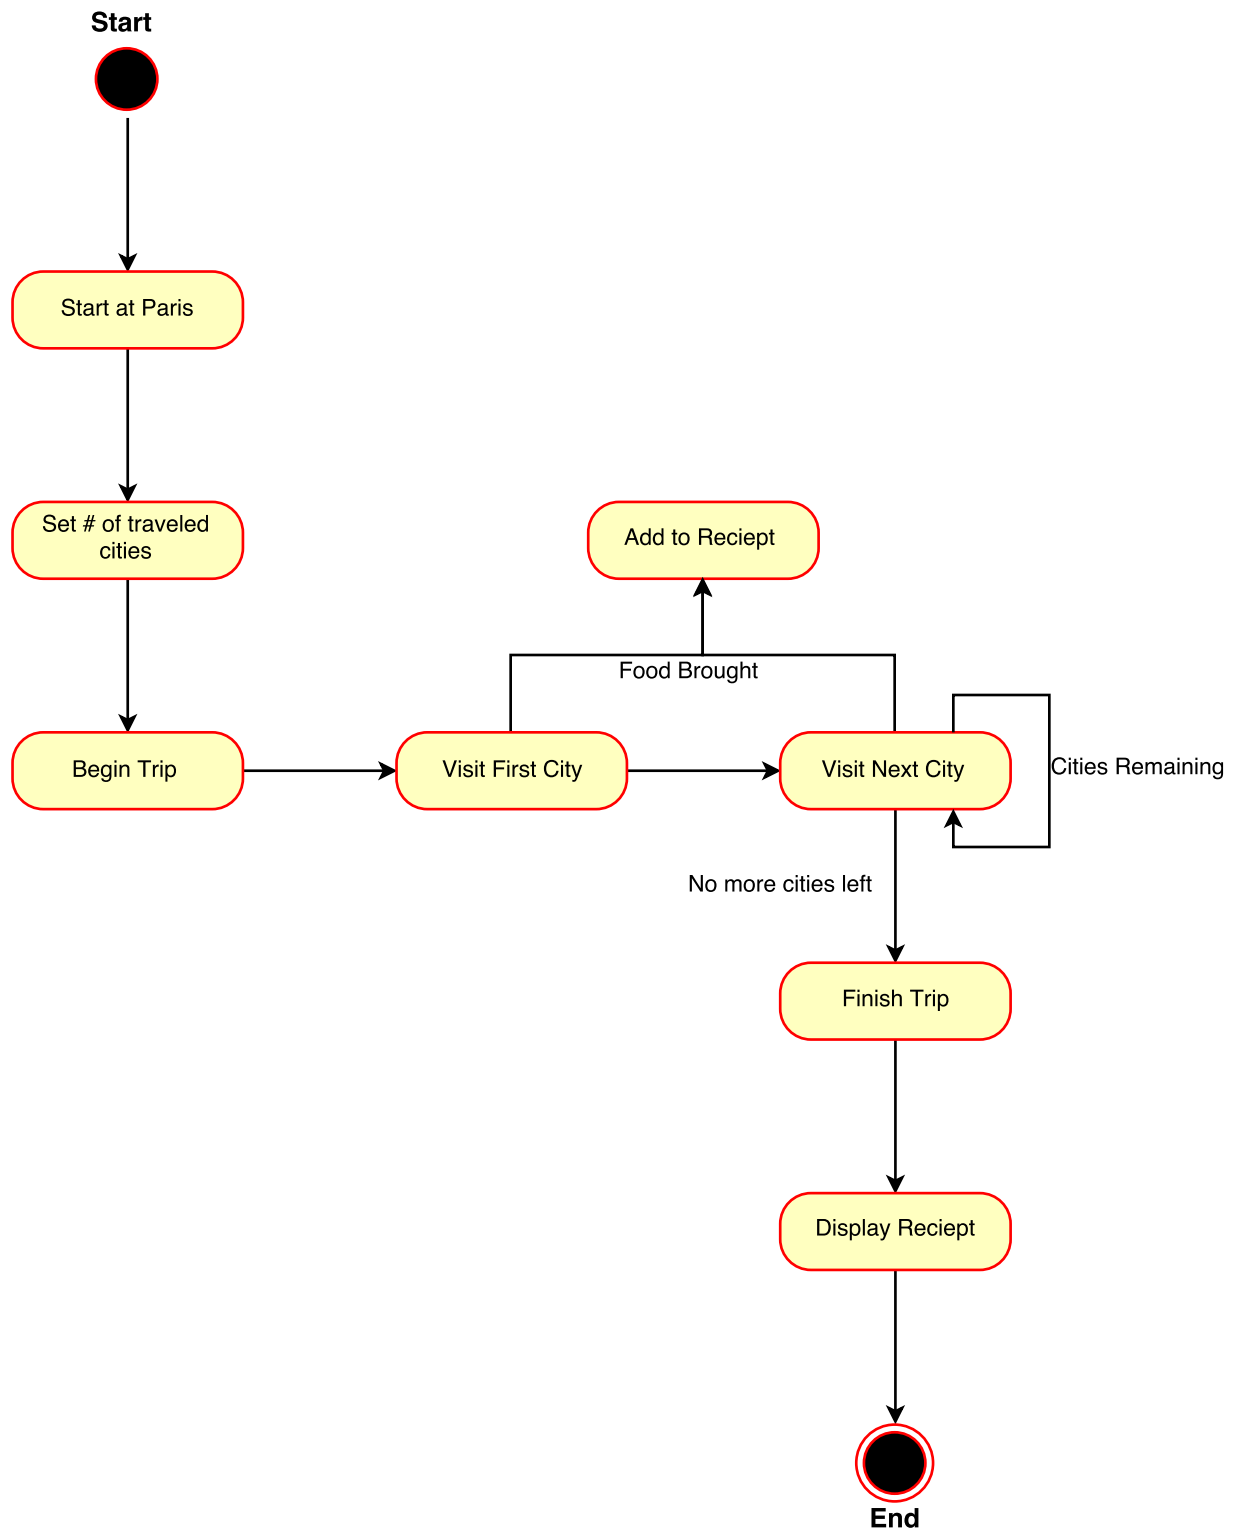 Start
Start at Paris
Set # of traveled
cities
Add to Reciept
Food Brought
Begin Trip
Visit First City
Visit Next City
Cities Remaining
No more cities left
Finish Trip
Display Reciept
End